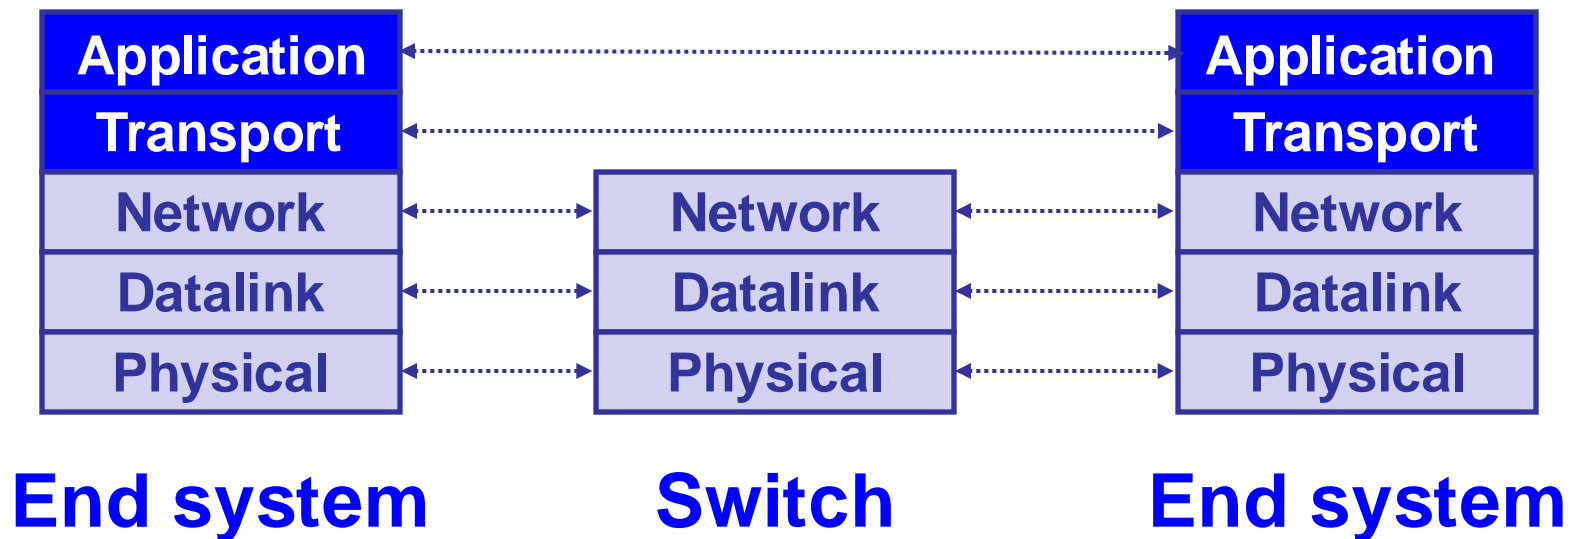 Application
Transport
Network
Datalink
Physical
End system
Network
Datalink
Physical
Switch
Application
Transport
Network
Datalink
Physical
End system